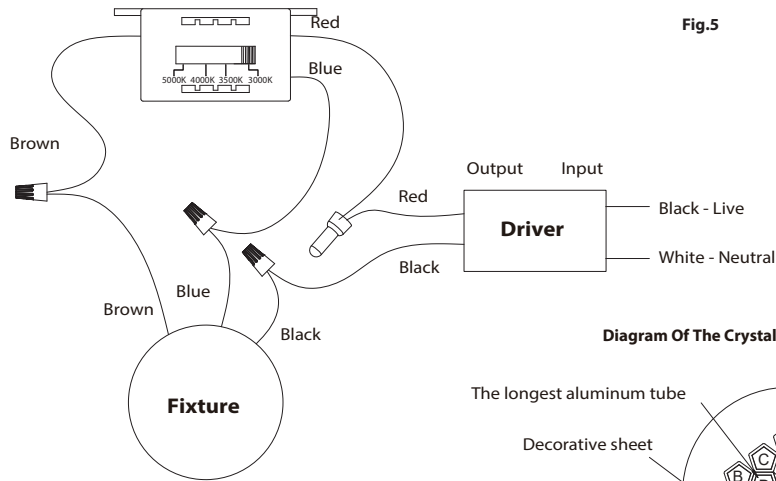 Red
Fig.5
Blue
5000K 4000K 3500K 3000K
Brown
Output Input
Red
Driver
Black - Live
White - Neutral
Black
Blue
Brown
Black
Fixture
Diagram Of The Crystal
The longest aluminum tube
Decorative sheet
C
B